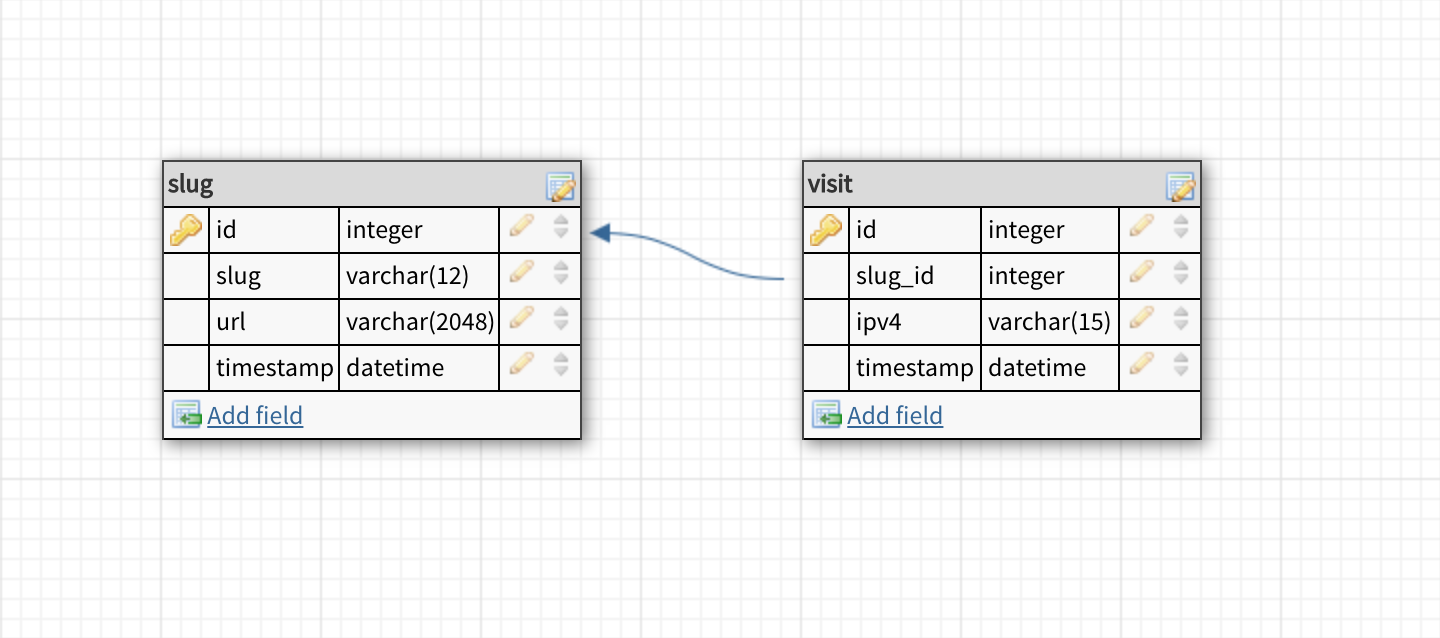 slug
id integer
slug varchar(12)
url varchar(2048)
timestamp datetime
Add field
visit
id integer
slug_id integer
ipv4 varchar(15)
timestamp datetime
Add field